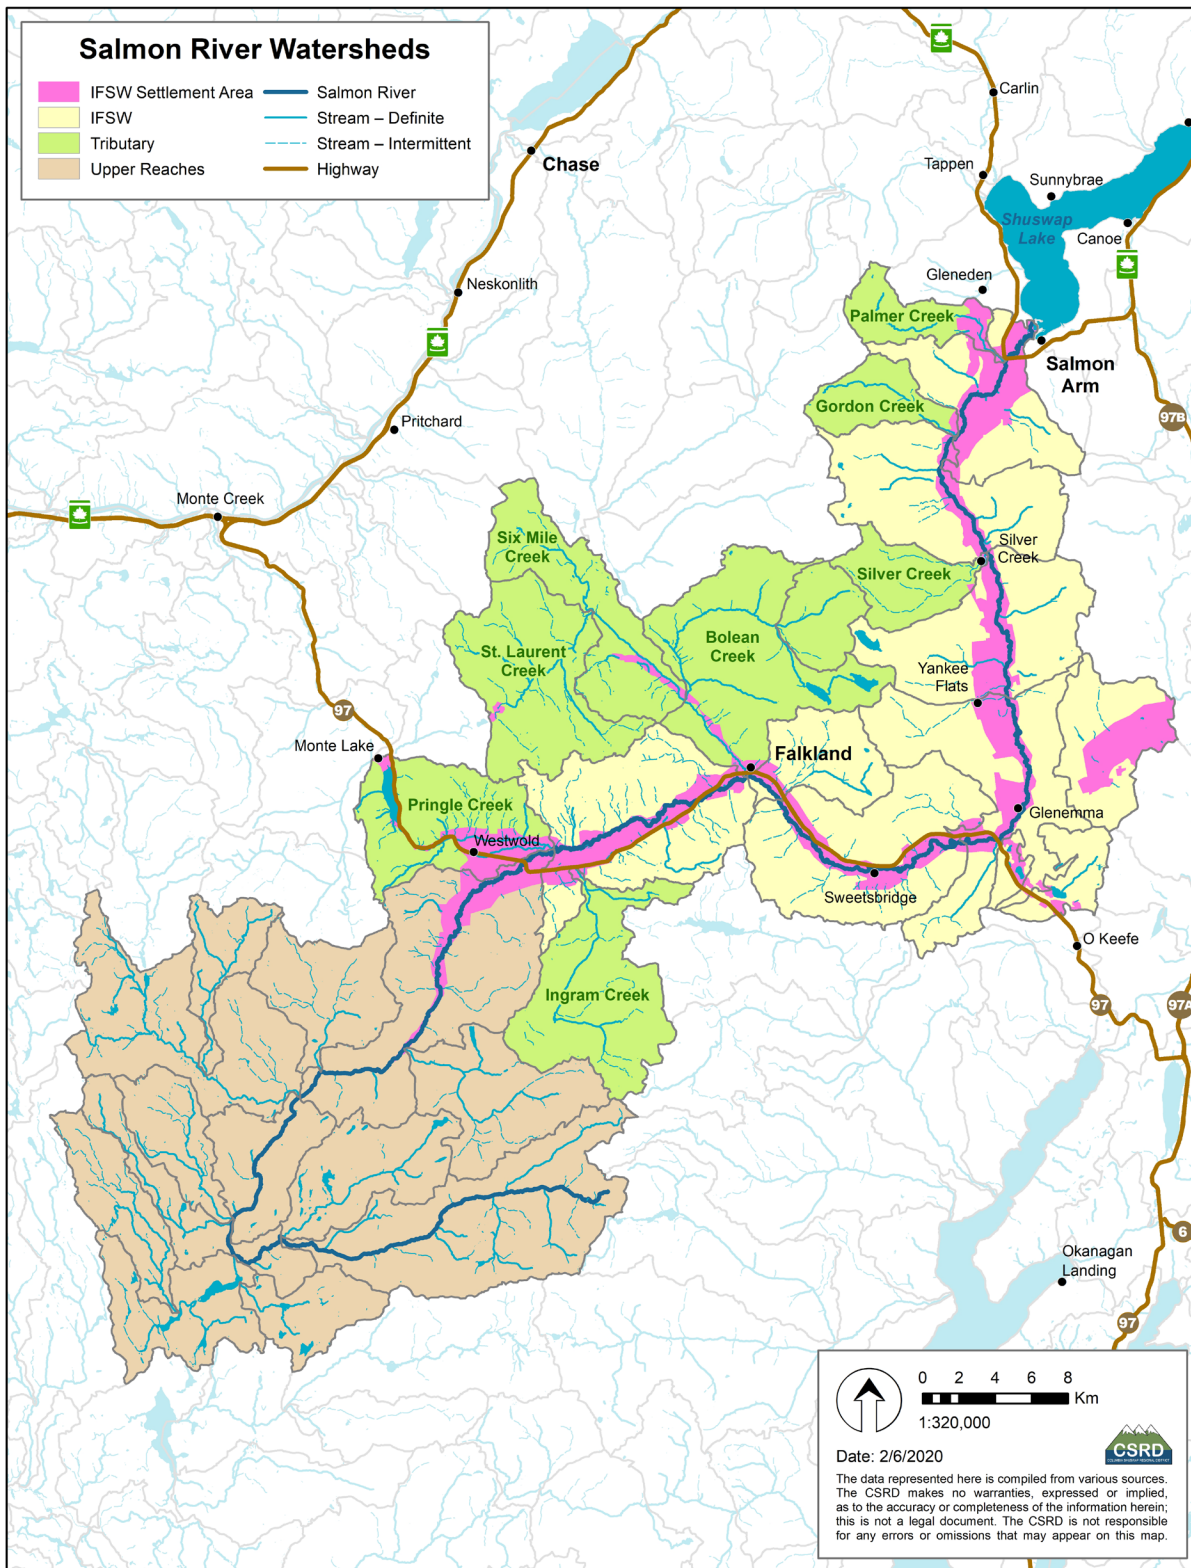 Salmon River Watersheds
IFSW Settlement Area
IFSW
Tributary
Upper Reaches
Salmon River
Stream – Definite
Stream – Intermittent
Highway
Carlin
Chase
Tappen
Sunnybrae
Shuswap
Lake
Canoe
Gleneden
Neskonlith
Palmer Creek
Salmon
Arm
Gordon Creek
97B
Pritchard
Monte Creek
Six Mile
Creek
Silver
Creek
Silver Creek
Bolean
Creek
St. Laurent
Creek
Yankee
Flats
97
Monte Lake
Falkland
Pringle Creek
Glenemma
Westwold
Sweetsbridge
O Keefe
Ingram Creek
97
97A
6
Okanagan
Landing
97
0 2 4 6 8
Km
1:320,000
Date: 2/6/2020
CSRD
COLUMBIA SHUSWAP REGIONAL DISTRICT
The data represented here is compiled from various sources.
The CSRD makes no warranties, expressed or implied,
as to the accuracy or completeness of the information herein;
this is not a legal document. The CSRD is not responsible
for any errors or omissions that may appear on this map.